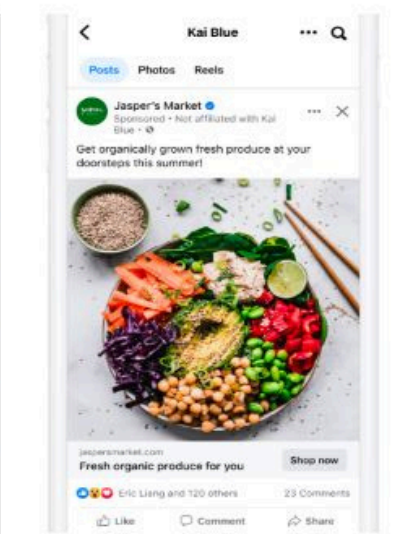 Kai Blue
Posts Photos Reels
Jasper's Market
Sponsored • Not affiliated with Kai
Blue •
Get organically grown fresh produce at your
doorsteps this summer!
jaspersmarket.com
Fresh organic produce for you
Shop now
Eric Liang and 120 others 23 Comments
Like Comment Share